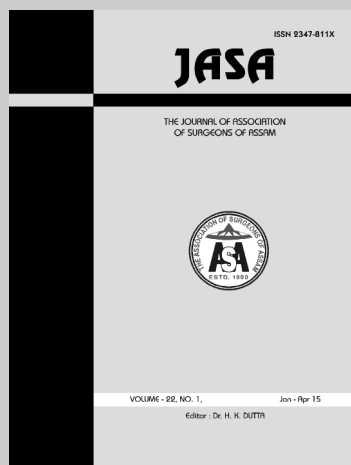 ISSN 2347-811X
JASA
THE JOURNAL OF ASSOCIATION
OF SURGEONS OF ASSAM
THE ASSOCIATION OF SURGEONS OF ASSAM
ASA
ESTD. 1990
VOLUME - 22, NO. 1, Jan - Apr 15
Editor : Dr. H. K. DUTTA